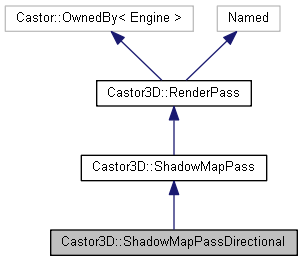 Castor::OwnedBy< Engine >
Named
Castor3D::RenderPass
Castor3D::ShadowMapPass
Castor3D::ShadowMapPassDirectional